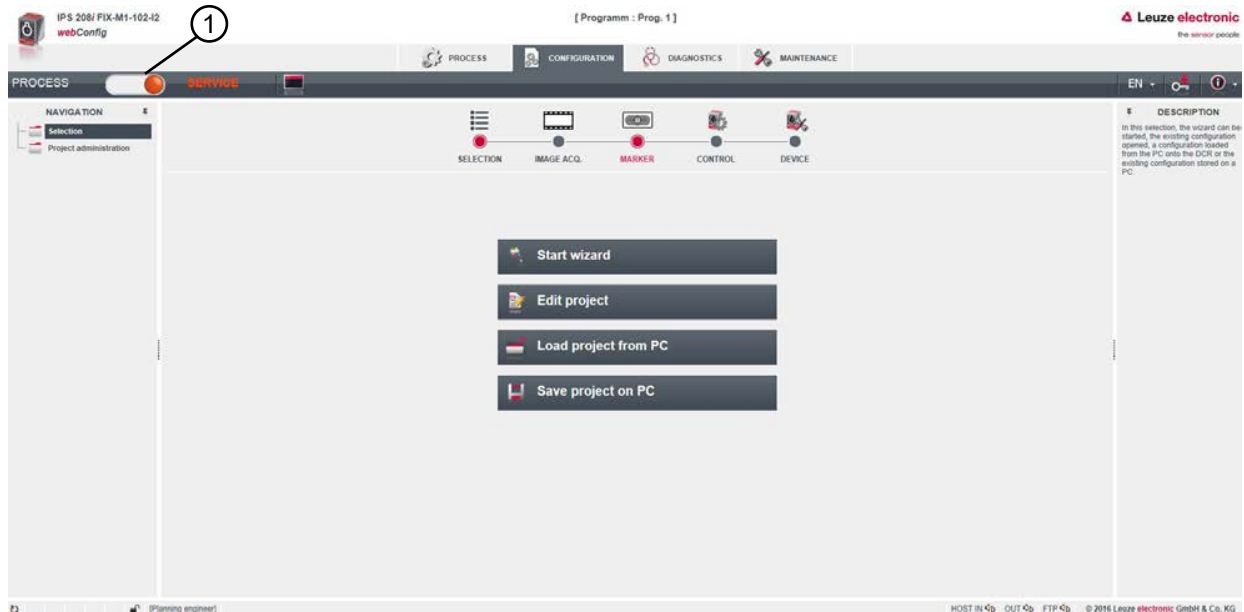 IPS 208i FIX-M1-102-I2
webConfig
1
[ Programm : Prog. 1 ]
Leuze electronic
the sensor people
PROCESS
CONFIGURATION
DIAGNOSTICS
MAINTENANCE
PROCESS
SERVICE
EN
NAVIGATION
Selection
Project administration
SELECTION
IMAGE ACQ.
MARKER
CONTROL
DEVICE
DESCRIPTION
In this selection, the wizard can be
started, the existing configuration
opened, a configuration loaded
from the PC onto the DCR or the
existing configuration stored on a
PC.
Start wizard
Edit project
Load project from PC
Save project on PC
[Planning engineer]
HOST IN OUT FTP © 2016 Leuze electronic GmbH & Co. KG